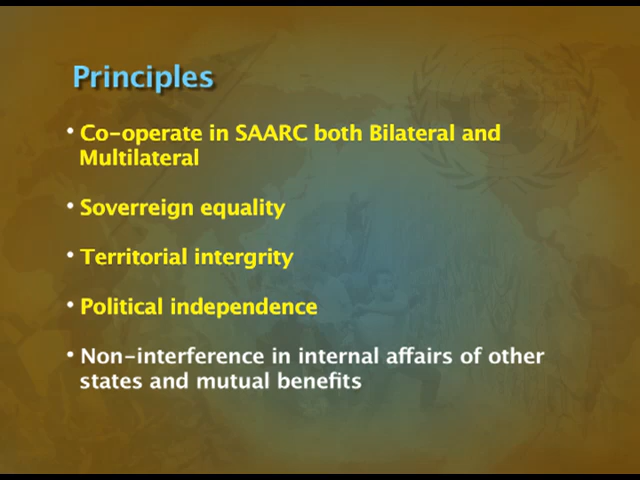 Principles
• Co-operate in SAARC both Bilateral and
Multilateral
• Soverreign equality
• Territorial intergrity
• Political independence
• Non-interference in internal affairs of other
states and mutual benefits